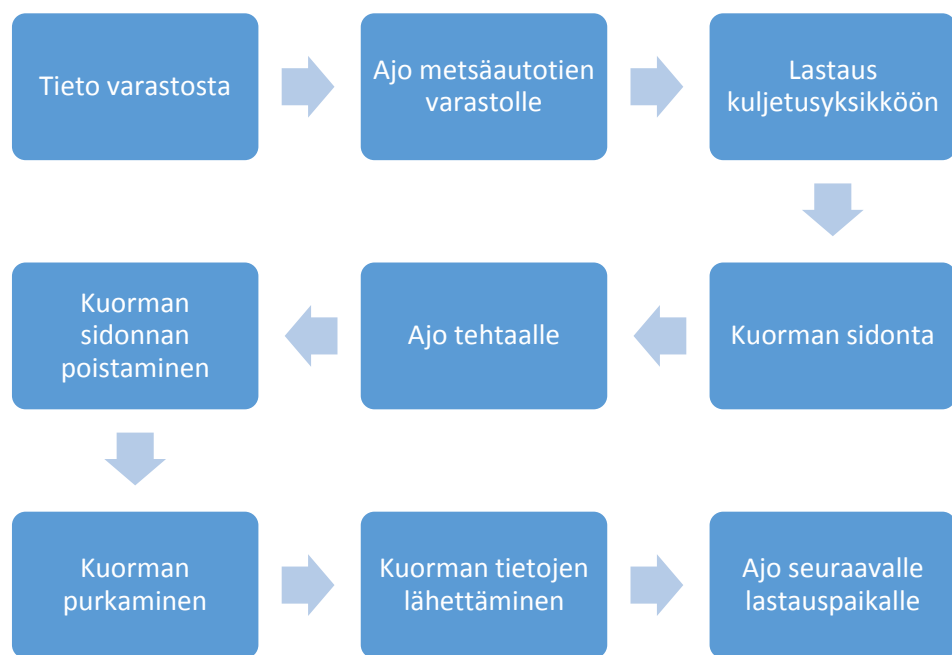 Tieto varastosta
Ajo metsäautotien
varastolle
Lastaus
kuljetusyksikköön
Kuorman sidonta
Ajo tehtaalle
Kuorman
sidonnan
poistaminen
Kuorman
purkaminen
Kuorman tietojen
lähettäminen
Ajo seuraavalle
lastauspaikalle